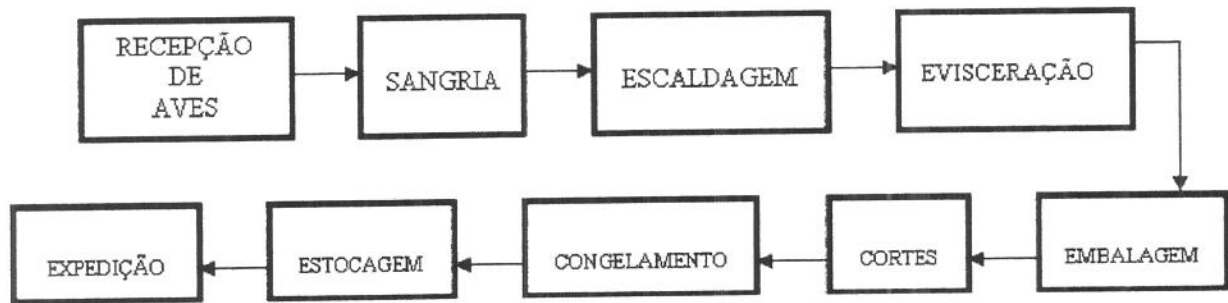 RECEPÇÃO
DE
AVES
SANGRIA
ESCALDAGEM
EVISCERAÇÃO
EMBALAGEM
CORTES
CONGELAMENTO
ESTOCAGEM
EXPEDIÇÃO